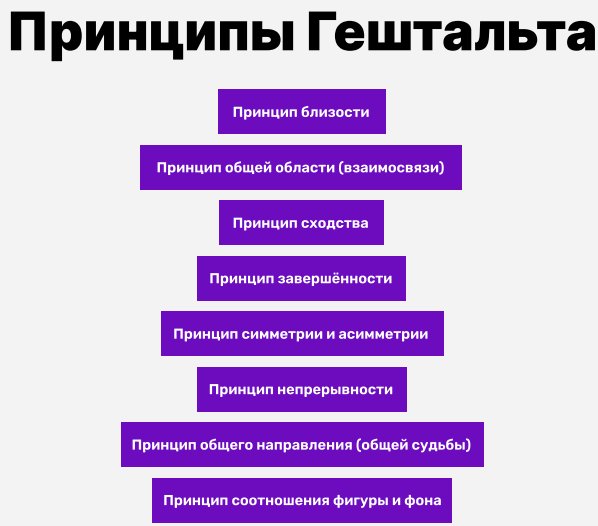 Принципы Гештальта
Принцип близости
Принцип общей области (взаимосвязи)
Принцип сходства
Принцип завершённости
Принцип симметрии и асимметрии
Принцип непрерывности
Принцип общего направления (общей судьбы)
Принцип соотношения фигуры и фона